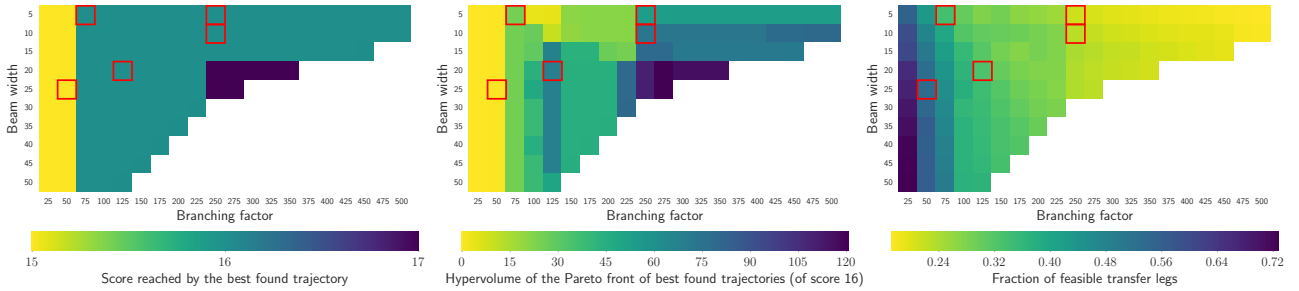 Beam width
5
10
15
20
25
30
35
40
45
50
25 50 75 100 125 150 175 200 225 250 275 300 325 350 375 400 425 450 475 500
Branching factor
15 16 17
Score reached by the best found trajectory
Beam width
5
10
15
20
25
30
35
40
45
50
25 50 75 100 125 150 175 200 225 250 275 300 325 350 375 400 425 450 475 500
Branching factor
0 15 30 45 60 75 90 105 120
Hypervolume of the Pareto front of best found trajectories (of score 16)
Beam width
5
10
15
20
25
30
35
40
45
50
25 50 75 100 125 150 175 200 225 250 275 300 325 350 375 400 425 450 475 500
Branching factor
0.24 0.32 0.40 0.48 0.56 0.64 0.72
Fraction of feasible transfer legs